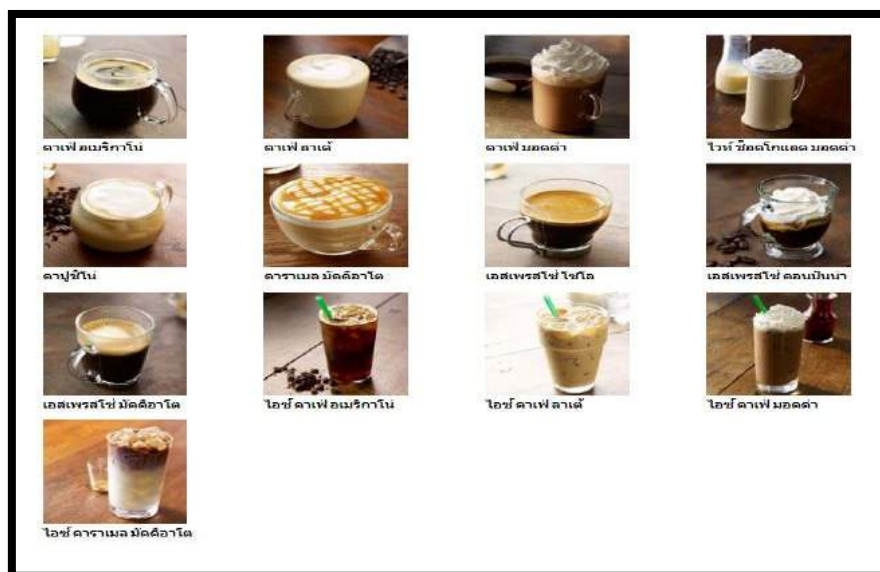 คาเฟ่ อเมริกาโน่
คาเฟ่ ลาเต้
คาเฟ่ มอคค่า
ไวท์ ช็อคโกแลต มอคค่า
คาปูชิโน่
คาราเมล มัคคิอาโต
เอสเพรสโซ่ โซโล
เอสเพรสโซ่ คอนปันนา
เอสเพรสโซ่ มัคคิอาโต
ไอซ์ คาเฟ่ อเมริกาโน่
ไอซ์ คาเฟ่ ลาเต้
ไอซ์ คาเฟ่ มอคค่า
ไอซ์ คาราเมล มัคคิอาโต